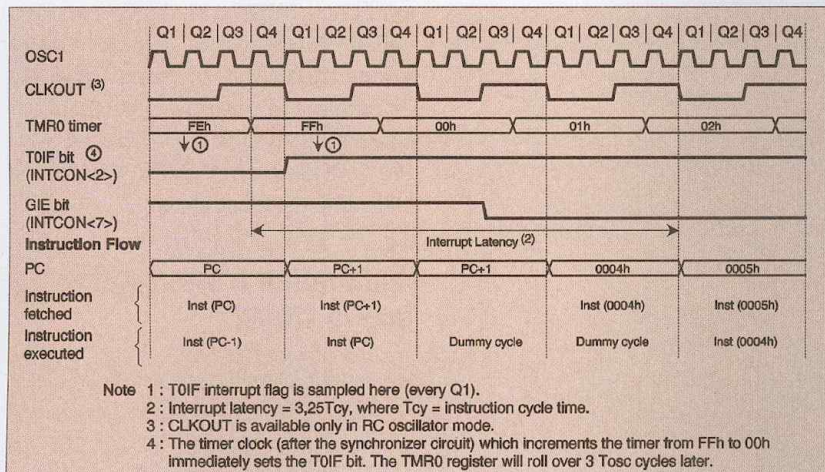 Q1 | Q2 | Q3 | Q4 | Q1 | Q2 | Q3 | Q4 | Q1 | Q2 | Q3 | Q4 | Q1 | Q2 | Q3 | Q4 | Q1 | Q2 | Q3 | Q4
OSC1
CLKOUT (3)
TMR0 timer FEh FFh 00h 01h 02h
① ①
T0IF bit ④
(INTCON<2>)
GIE bit
(INTCON<7>)
Interrupt Latency (2)
Instruction Flow
PC PC PC+1 PC+1 0004h 0005h
Instruction
fetched Inst (PC) Inst (PC+1) Inst (0004h) Inst (0005h)
Instruction
executed Inst (PC-1) Inst (PC) Dummy cycle Dummy cycle Inst (0004h)
Note 1 : T0IF interrupt flag is sampled here (every Q1).
2 : Interrupt latency = 3,25Tcy, where Tcy = instruction cycle time.
3 : CLKOUT is available only in RC oscillator mode.
4 : The timer clock (after the synchronizer circuit) which increments the timer from FFh to 00h
immediately sets the T0IF bit. The TMR0 register will roll over 3 Tosc cycles later.